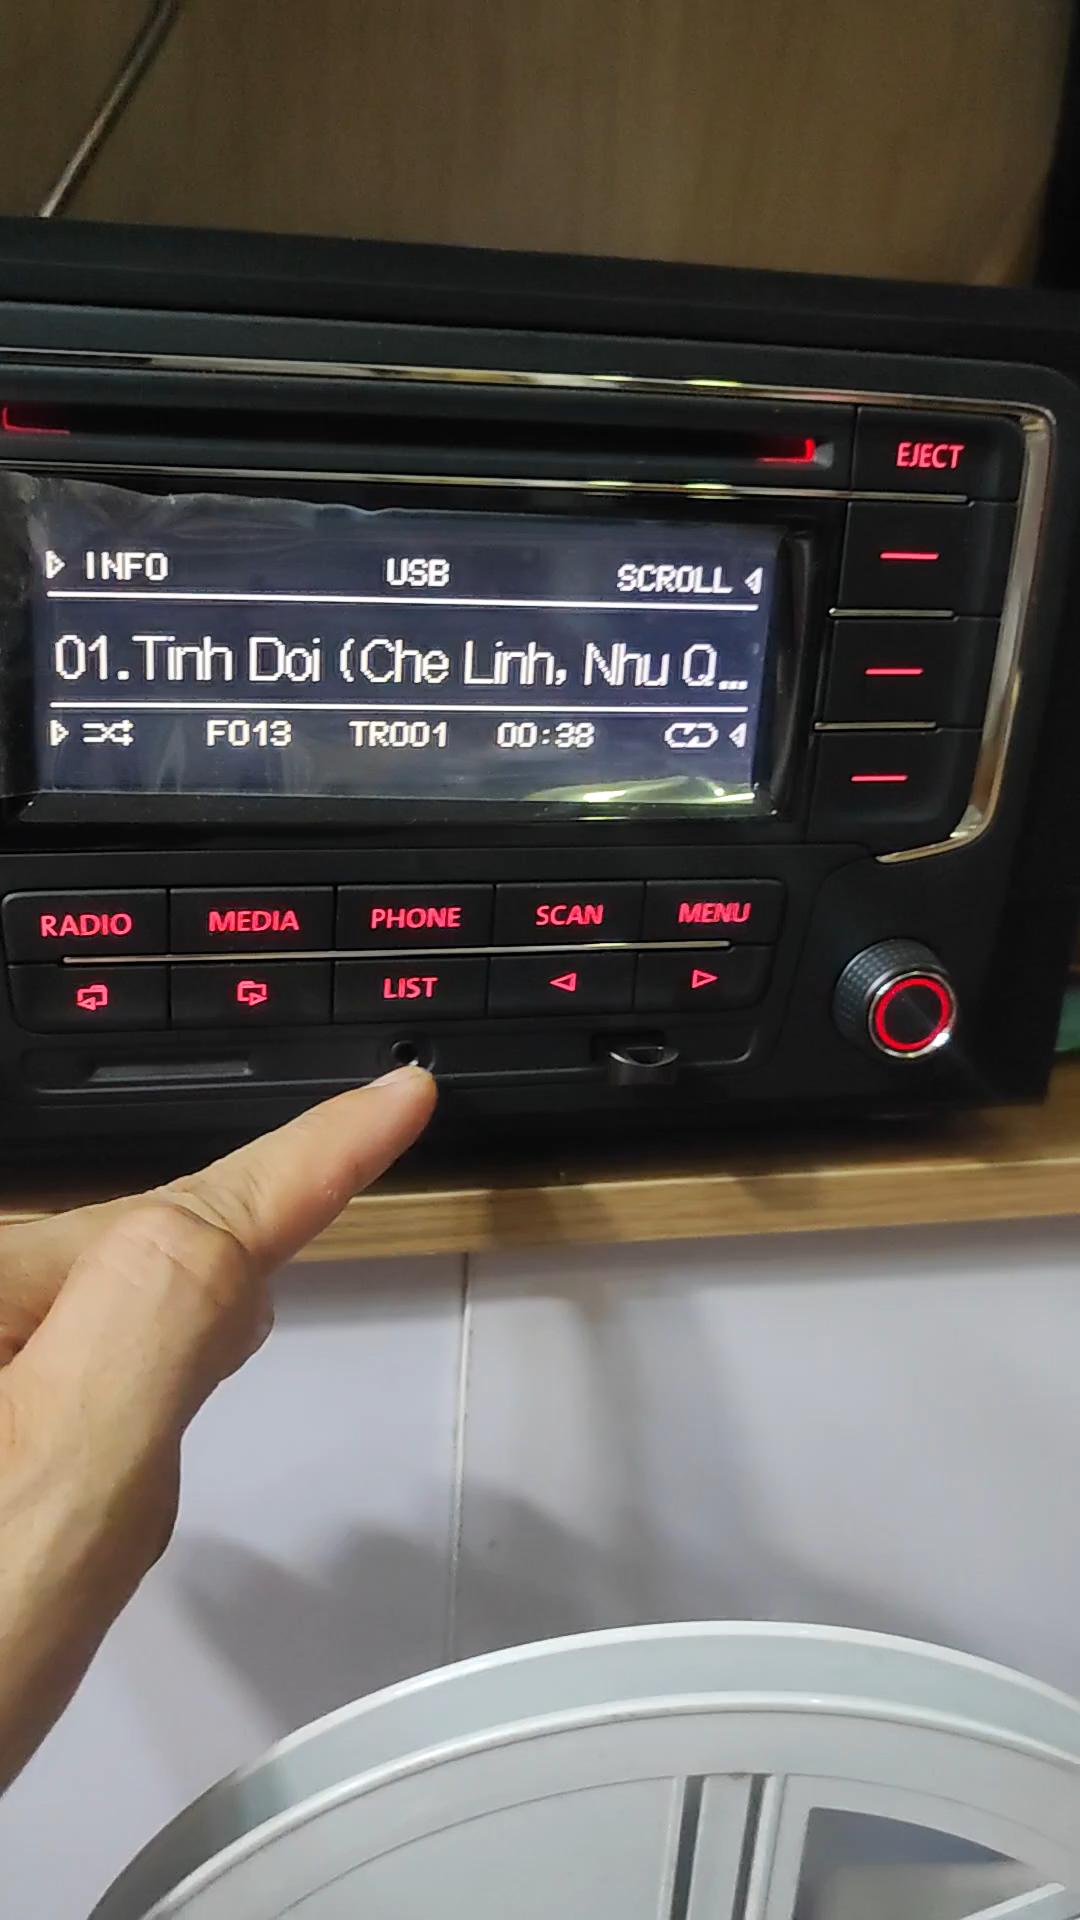 EJECT
INFO USB SCROLL
01.Tinh Doi (Che Linh, Nhu Q...
F013 TR001 00:38
RADIO MEDIA PHONE SCAN MENU
LIST